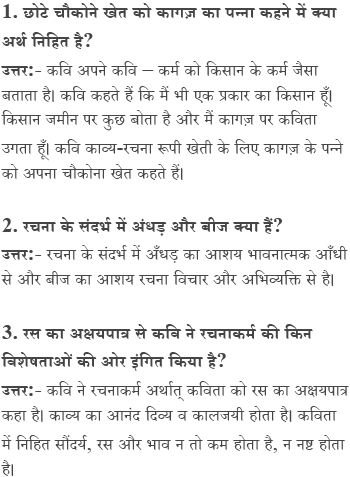 1. छोटे चौकोने खेत को कागज़ का पन्ना कहने में क्या
अर्थ निहित है?
उत्तर:- कवि अपने कवि – कर्म को किसान के कर्म जैसा
बताता है। कवि कहते हैं कि मैं भी एक प्रकार का किसान हूँ।
किसान जमीन पर कुछ बोता है और मैं कागज़ पर कविता
उगता हूँ। कवि काव्य-रचना रूपी खेती के लिए कागज़ के पन्ने
को अपना चौकोना खेत कहते हैं।
2. रचना के संदर्भ में अंधड़ और बीज क्या हैं?
उत्तर:- रचना के संदर्भ में अँधड़ का आशय भावनात्मक आँधी
से और बीज का आशय रचना विचार और अभिव्यक्ति से है।
3. रस का अक्षयपात्र से कवि ने रचनाकर्म की किन
विशेषताओं की ओर इंगित किया है?
उत्तर:- कवि ने रचनाकर्म अर्थात् कविता को रस का अक्षयपात्र
कहा है। काव्य का आनंद दिव्य व कालजयी होता है। कविता
में निहित सौंदर्य, रस और भाव न तो कम होता है, न नष्ट होता
है।